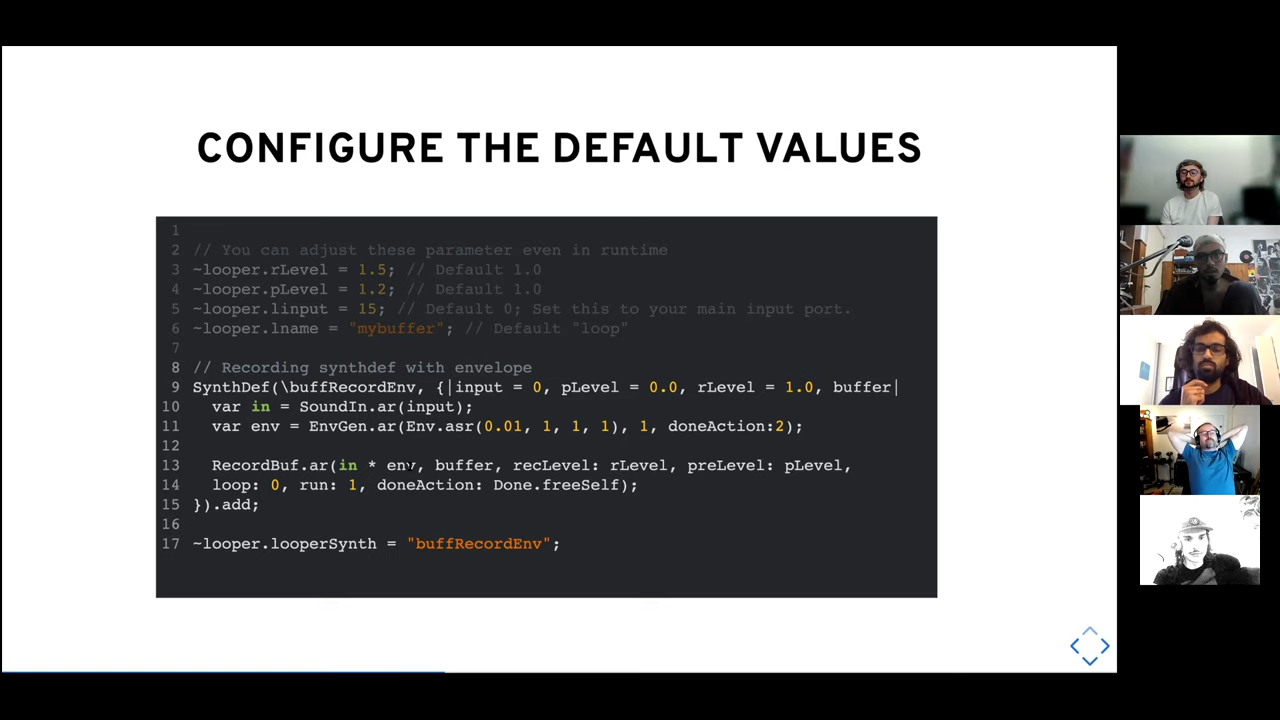 CONFIGURE THE DEFAULT VALUES
1
2 // You can adjust these parameter even in runtime
3 ~looper.rLevel = 1.5; // Default 1.0
4 ~looper.pLevel = 1.2; // Default 1.0
5 ~looper.linput = 15; // Default 0; Set this to your main input port.
6 ~looper.lname = "mybuffer"; // Default "loop"
7
8 // Recording synthdef with envelope
9 SynthDef(\buffRecordEnv, {|input = 0, pLevel = 0.0, rLevel = 1.0, buffer|
10 var in = SoundIn.ar(input);
11 var env = EnvGen.ar(Env.asr(0.01, 1, 1, 1), 1, doneAction:2);
12
13 RecordBuf.ar(in * env, buffer, recLevel: rLevel, preLevel: pLevel,
14 loop: 0, run: 1, doneAction: Done.freeSelf);
15 }).add;
16
17 ~looper.looperSynth = "buffRecordEnv";